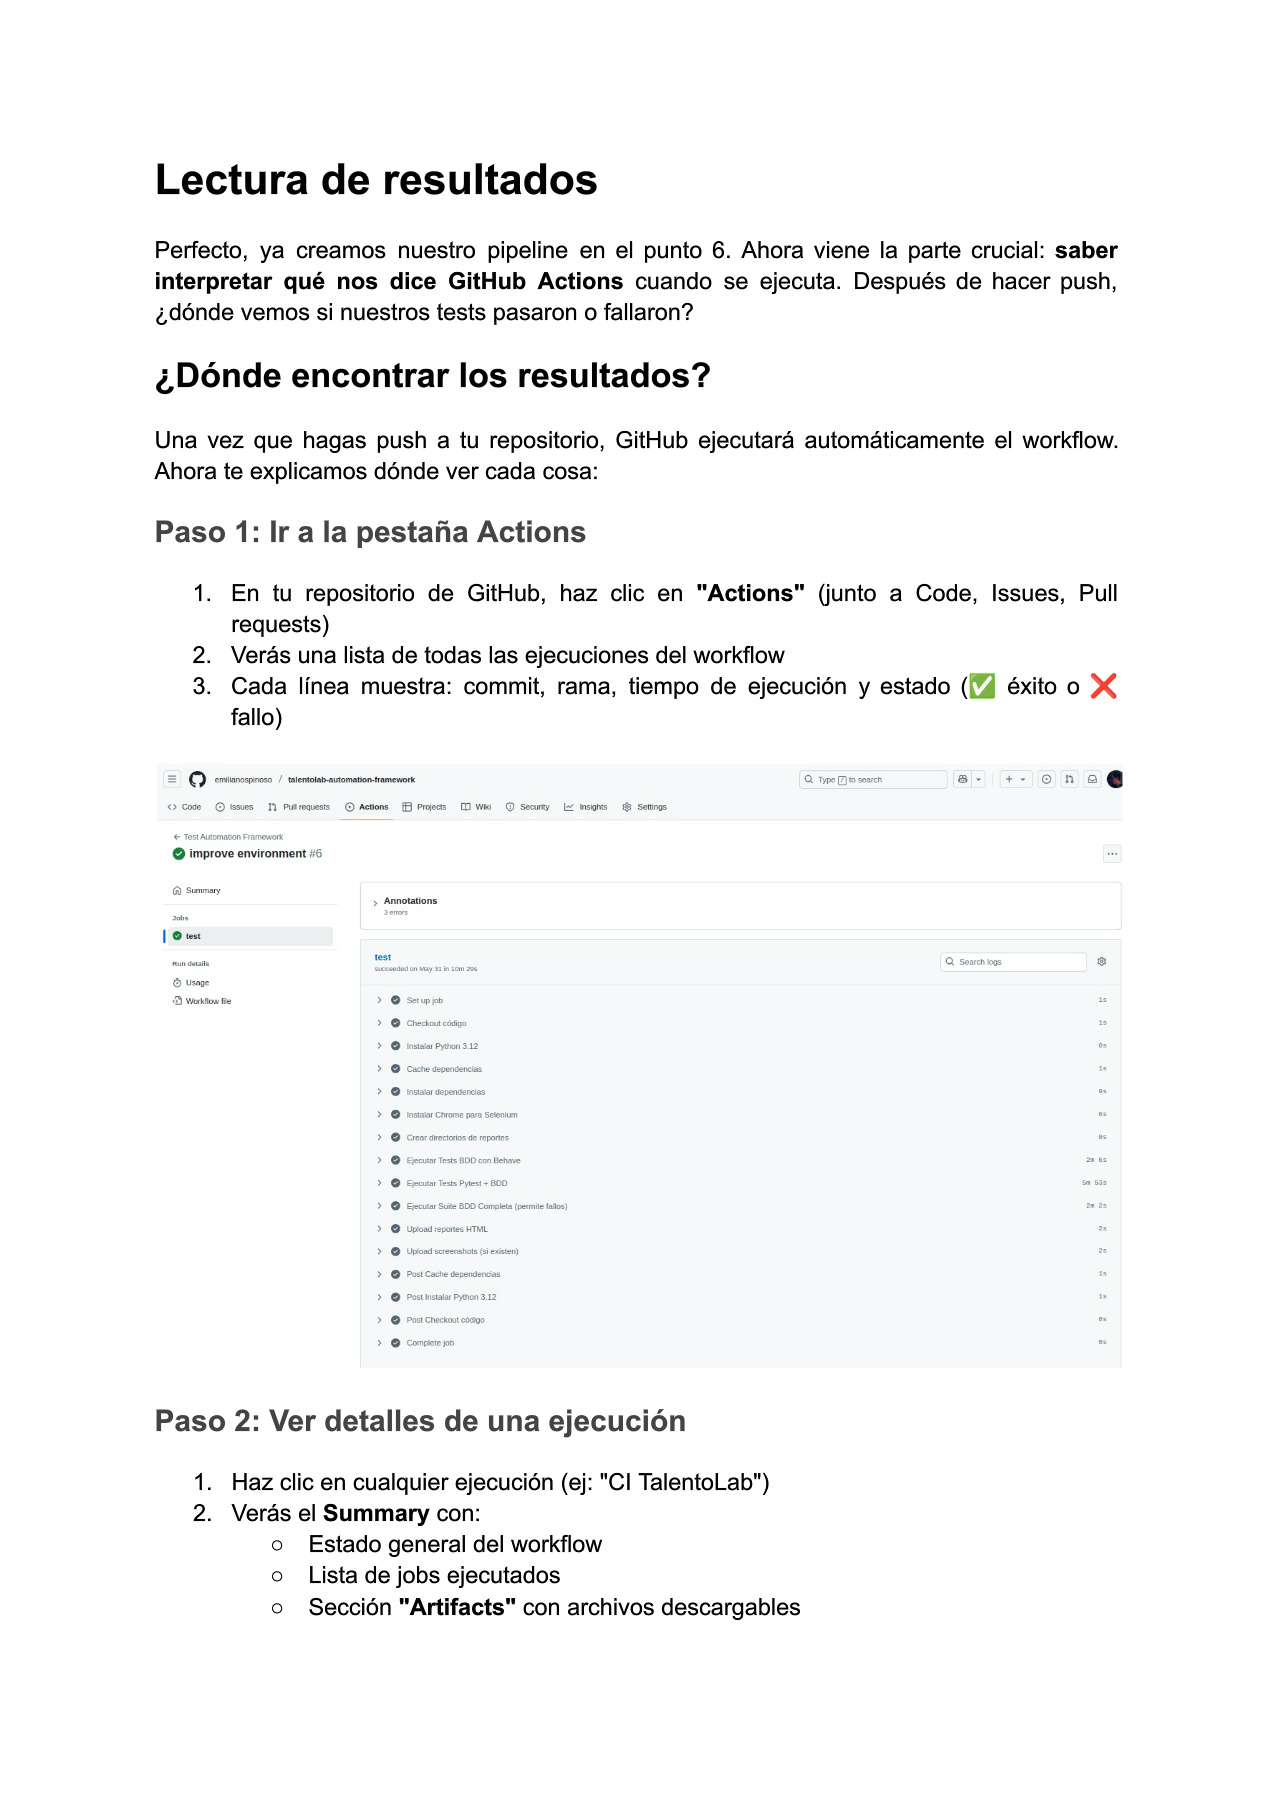 Lectura de resultados
Perfecto, ya creamos nuestro pipeline en el punto 6. Ahora viene la parte crucial: saber
interpretar qué nos dice GitHub Actions cuando se ejecuta. Después de hacer push,
¿dónde vemos si nuestros tests pasaron o fallaron?
¿Dónde encontrar los resultados?
Una vez que hagas push a tu repositorio, GitHub ejecutará automáticamente el workflow.
Ahora te explicamos dónde ver cada cosa:
Paso 1: Ir a la pestaña Actions
1. En tu repositorio de GitHub, haz clic en "Actions" (junto a Code, Issues, Pull
requests)
2. Verás una lista de todas las ejecuciones del workflow
3. Cada línea muestra: commit, rama, tiempo de ejecución y estado (✅ éxito o ❌
fallo)
emilianospinoso / talentolab-automation-framework
Type / to search
Code Issues Pull requests Actions Projects Wiki Security Insights Settings
← Test Automation Framework
improve environment #6
Summary
Jobs
test
Run details
Usage
Workflow file
Annotations
3 errors
test
succeeded on May 31 in 10m 29s
Search logs
Set up job 1s
Checkout código 1s
Instalar Python 3.12 0s
Cache dependencias 1s
Instalar dependencias 9s
Instalar Chrome para Selenium 6s
Crear directorios de reportes 0s
Ejecutar Tests BDD con Behave 2m 6s
Ejecutar Tests Pytest + BDD 5m 53s
Ejecutar Suite BDD Completa (permite fallos) 2m 2s
Upload reportes HTML 2s
Upload screenshots (si existen) 2s
Post Cache dependencias 1s
Post Instalar Python 3.12 1s
Post Checkout código 0s
Complete job 0s
Paso 2: Ver detalles de una ejecución
1. Haz clic en cualquier ejecución (ej: "CI TalentoLab")
2. Verás el Summary con:
○ Estado general del workflow
○ Lista de jobs ejecutados
○ Sección "Artifacts" con archivos descargables